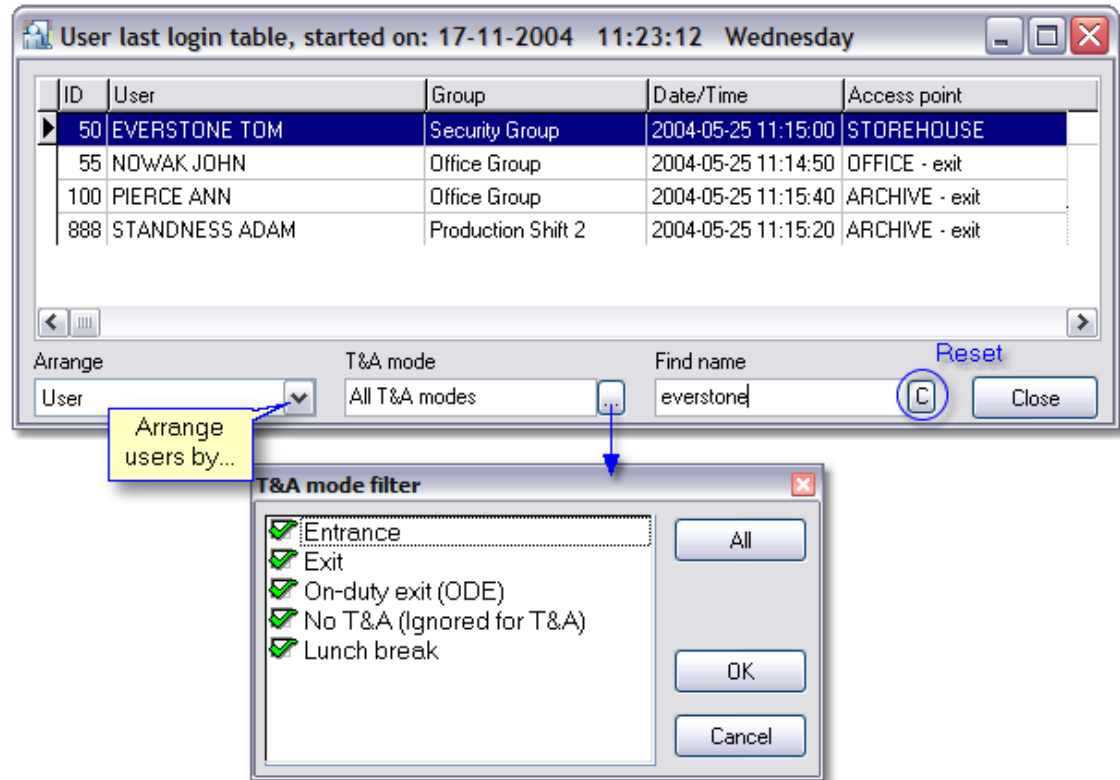 User last login table, started on: 17-11-2004 11:23:12 Wednesday
ID User Group Date/Time Access point
50 EVERSTONE TOM Security Group 2004-05-25 11:15:00 STOREHOUSE
55 NOWAK JOHN Office Group 2004-05-25 11:14:50 OFFICE - exit
100 PIERCE ANN Office Group 2004-05-25 11:15:40 ARCHIVE - exit
888 STANDNESS ADAM Production Shift 2 2004-05-25 11:15:20 ARCHIVE - exit
Arrange T&A mode Find name Reset
User All T&A modes ... everstone C Close
Arrange
users by...
T&A mode filter
Entrance All
Exit
On-duty exit (ODE)
No T&A (Ignored for T&A)
Lunch break
OK
Cancel